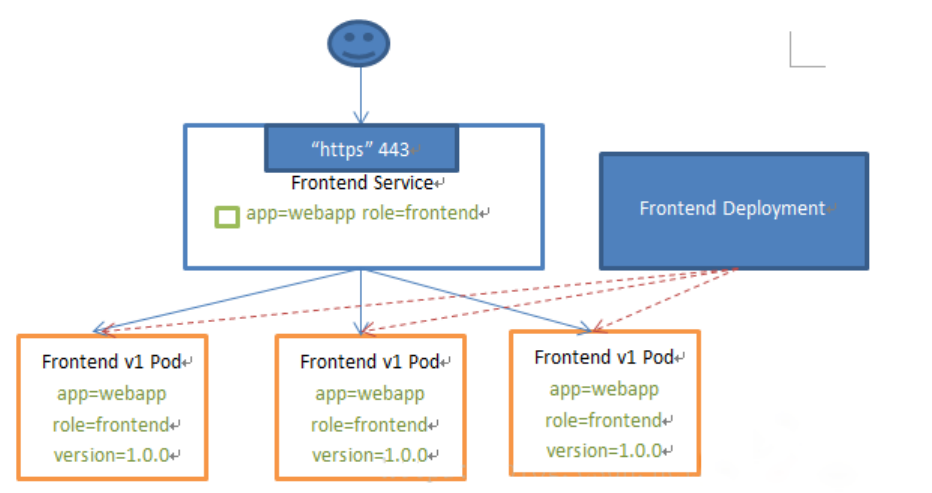 “https” 443
Frontend Service
app=webapp role=frontend
Frontend Deployment
Frontend v1 Pod
app=webapp
role=frontend
version=1.0.0
Frontend v1 Pod
app=webapp
role=frontend
version=1.0.0
Frontend v1 Pod
app=webapp
role=frontend
version=1.0.0